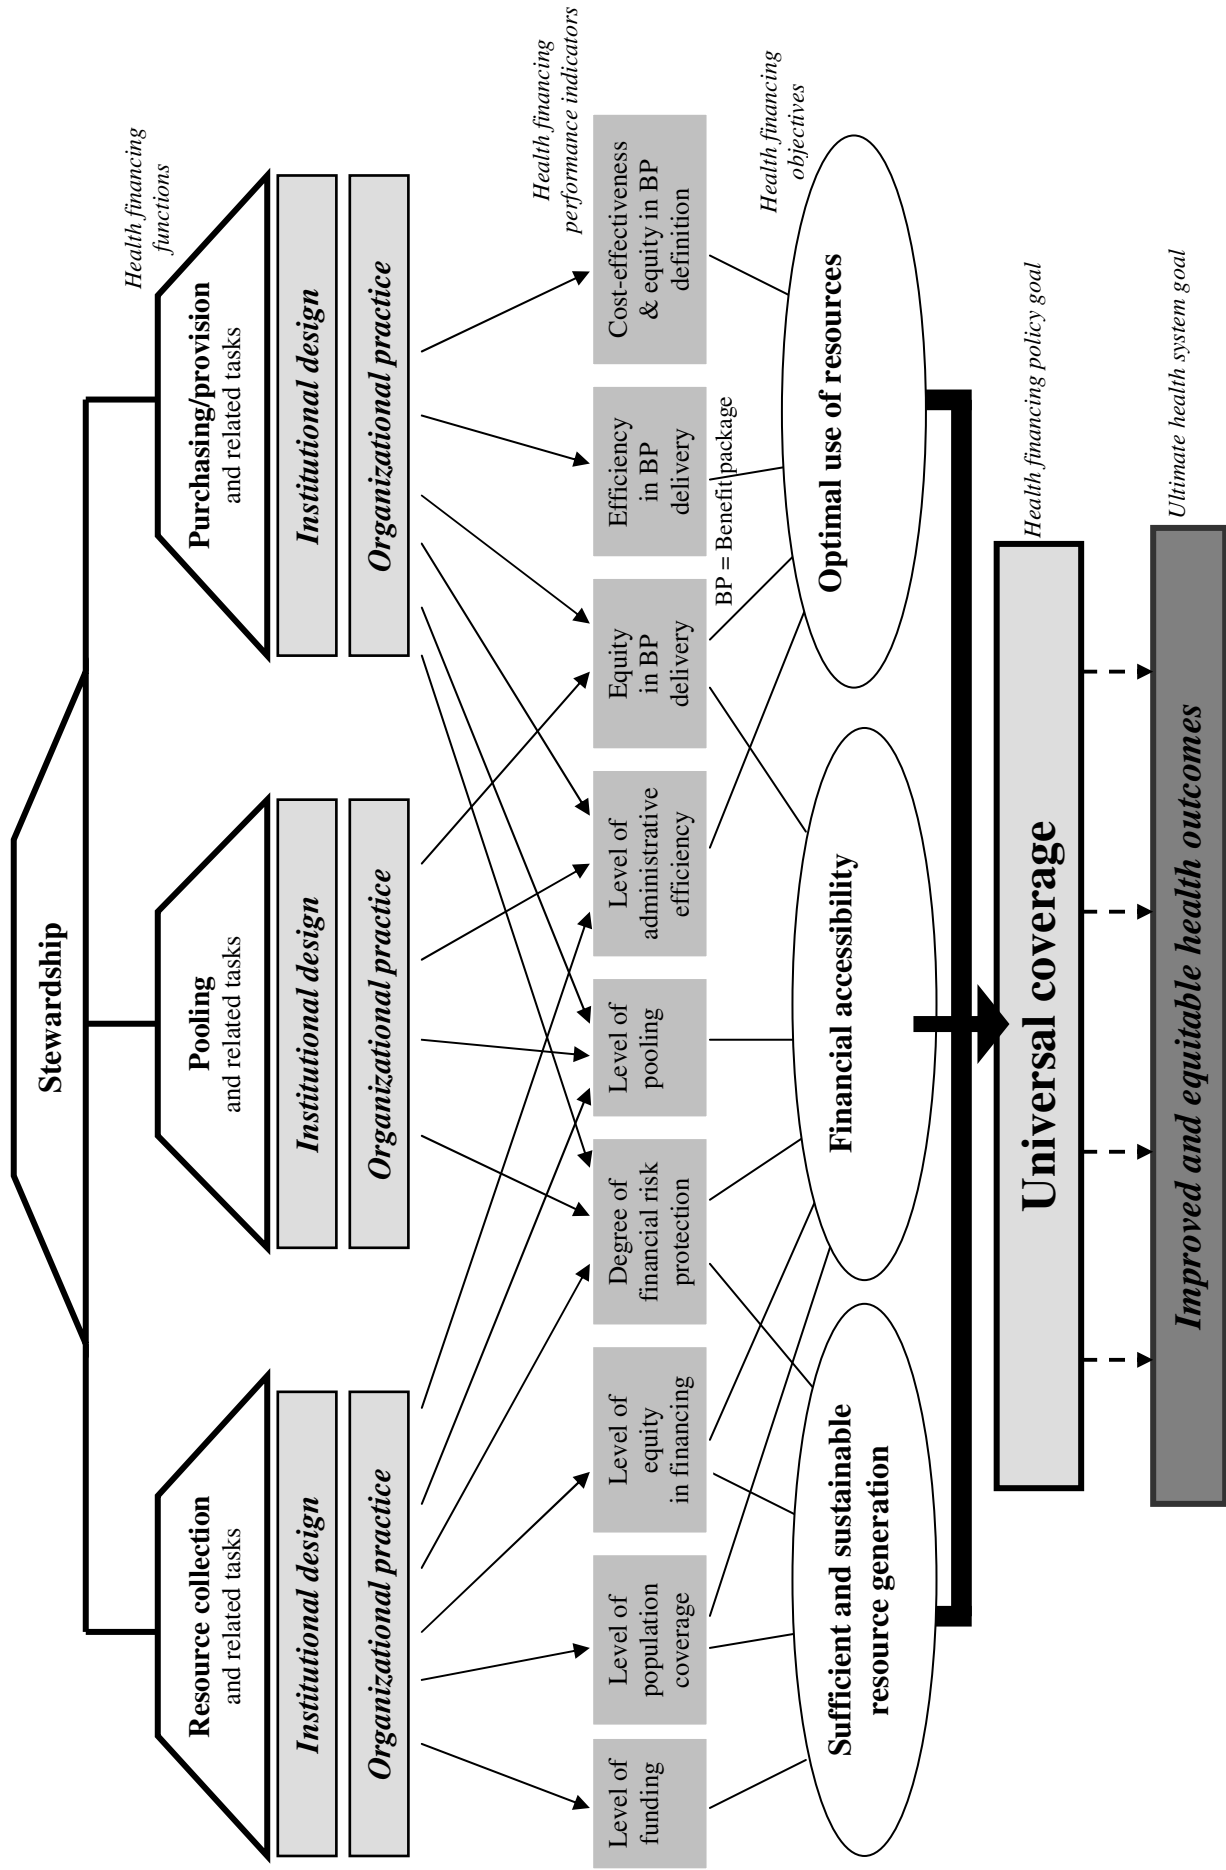 Stewardship
Health financing
functions
Resource collection
and related tasks
Pooling
and related tasks
Purchasing/provision
and related tasks
Institutional design
Institutional design
Institutional design
Organizational practice
Organizational practice
Organizational practice
Health financing
performance indicators
Level of
funding
Level of
population
coverage
Level of
equity
in financing
Degree of
financial risk
protection
Level of
pooling
Level of
administrative
efficiency
Equity
in BP
delivery
Efficiency
in BP
delivery
Cost-effectiveness
& equity in BP
definition
BP = Benefit package
Health financing
objectives
Sufficient and sustainable
resource generation
Financial accessibility
Optimal use of resources
Universal coverage
Health financing policy goal
Improved and equitable health outcomes
Ultimate health system goal